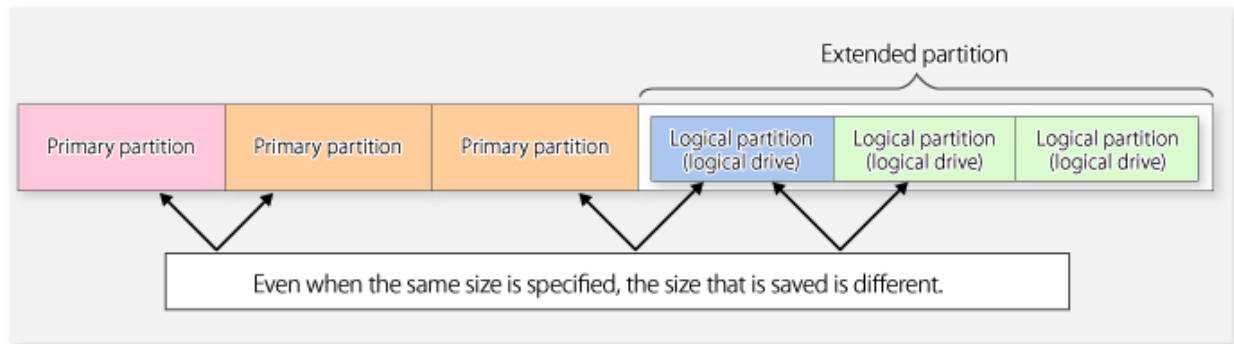 Extended partition
Primary partition
Primary partition
Primary partition
Logical partition
(logical drive)
Logical partition
(logical drive)
Logical partition
(logical drive)
Even when the same size is specified, the size that is saved is different.